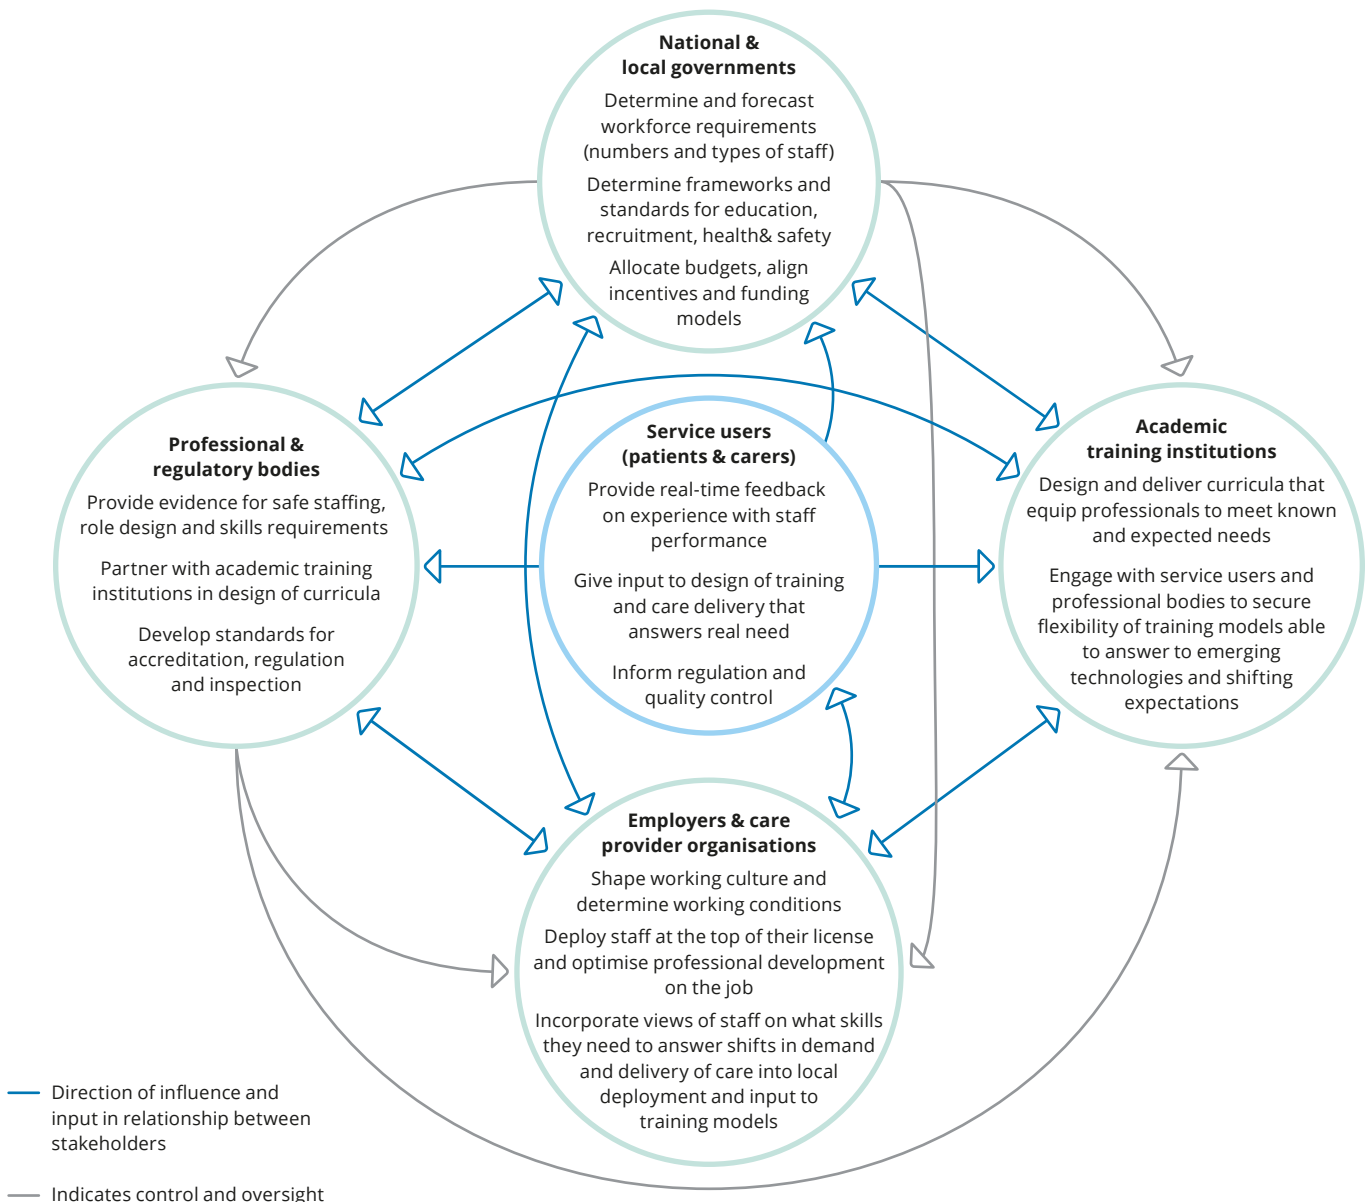 National &
local governments
Determine and forecast
workforce requirements
(numbers and types of staff)
Determine frameworks and
standards for education,
recruitment, health& safety
Allocate budgets, align
incentives and funding
models
Professional &
regulatory bodies
Provide evidence for safe staffing,
role design and skills requirements
Partner with academic training
institutions in design of curricula
Develop standards for
accreditation, regulation
and inspection
Service users
(patients & carers)
Provide real-time feedback
on experience with staff
performance
Give input to design of training
and care delivery that
answers real need
Inform regulation and
quality control
Academic
training institutions
Design and deliver curricula that
equip professionals to meet known
and expected needs
Engage with service users and
professional bodies to secure
flexibility of training models able
to answer to emerging
technologies and shifting
expectations
Employers & care
provider organisations
Shape working culture and
determine working conditions
Deploy staff at the top of their license
and optimise professional development
on the job
Incorporate views of staff on what skills
they need to answer shifts in demand
and delivery of care into local
deployment and input to
training models
Direction of influence and
input in relationship between
stakeholders
Indicates control and oversight